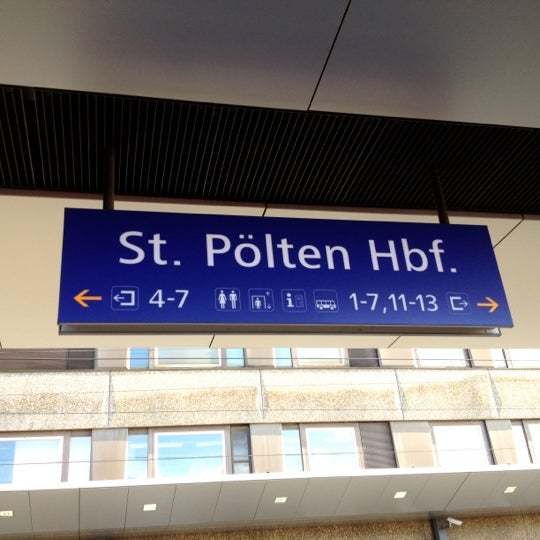 St. Pölten Hbf.
4-7 1-7,11-13